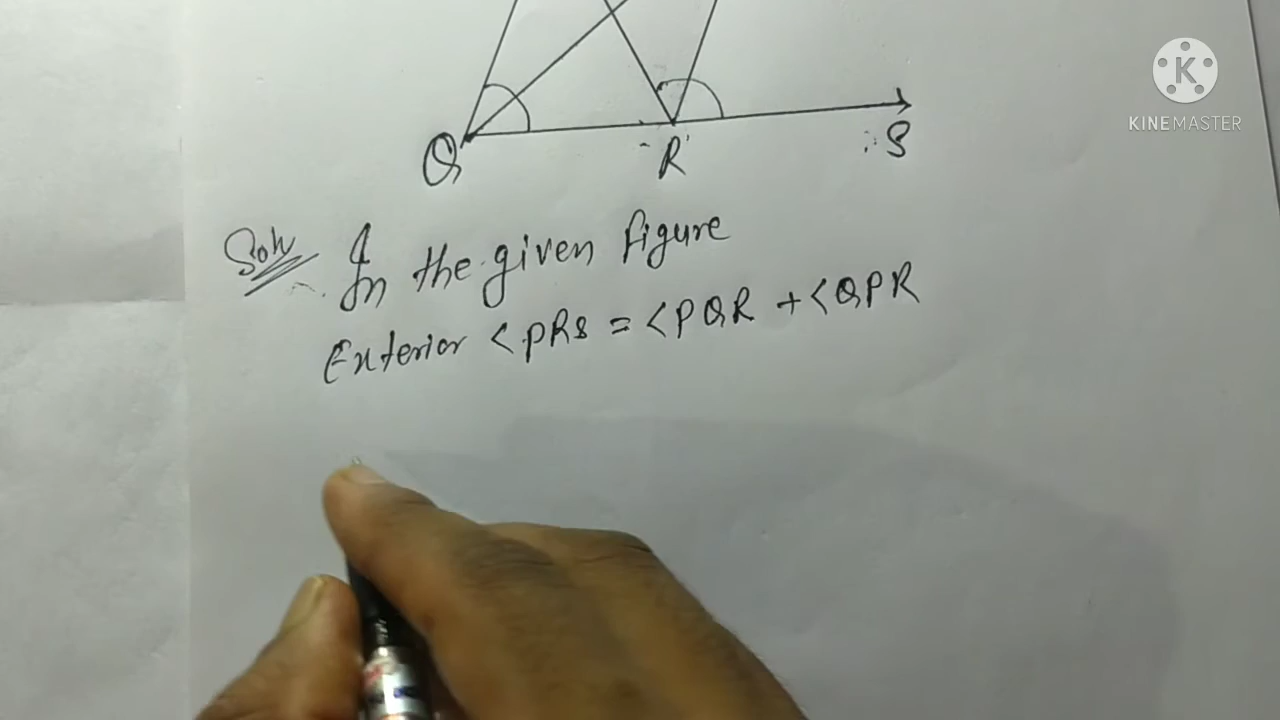 K
KINEMASTER
Q R S
Soln In the given figure
Exterior <PRS = <PQR + <QPR